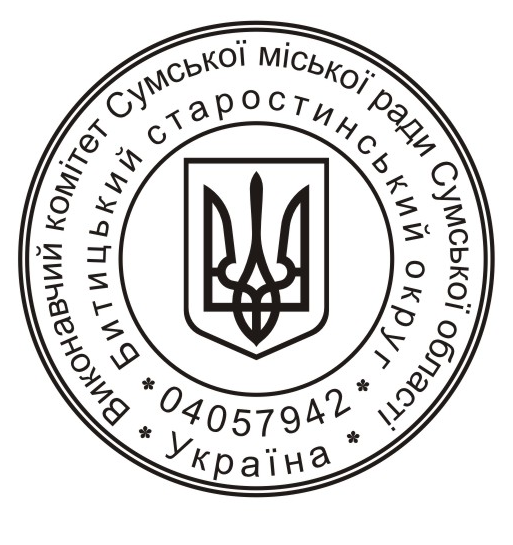 Виконавчий комітет Сумської міської ради Сумської області
* Україна *
Битицький старостинський округ
* 04057942 *